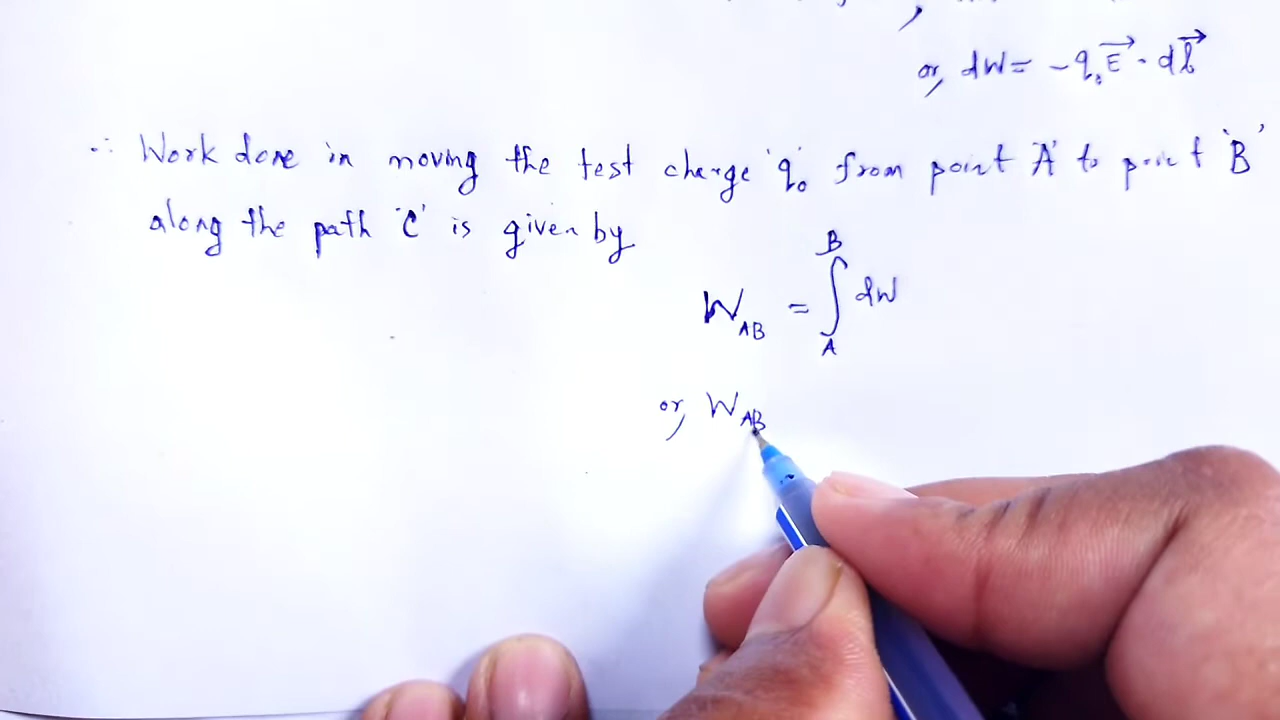 or, dW = -q₀E⃗ · dl⃗
∴ Work done in moving the test charge 'q₀' from point 'A' to point 'B'
along the path 'C' is given by
W_AB = ∫_A^B dW
or, W_AB